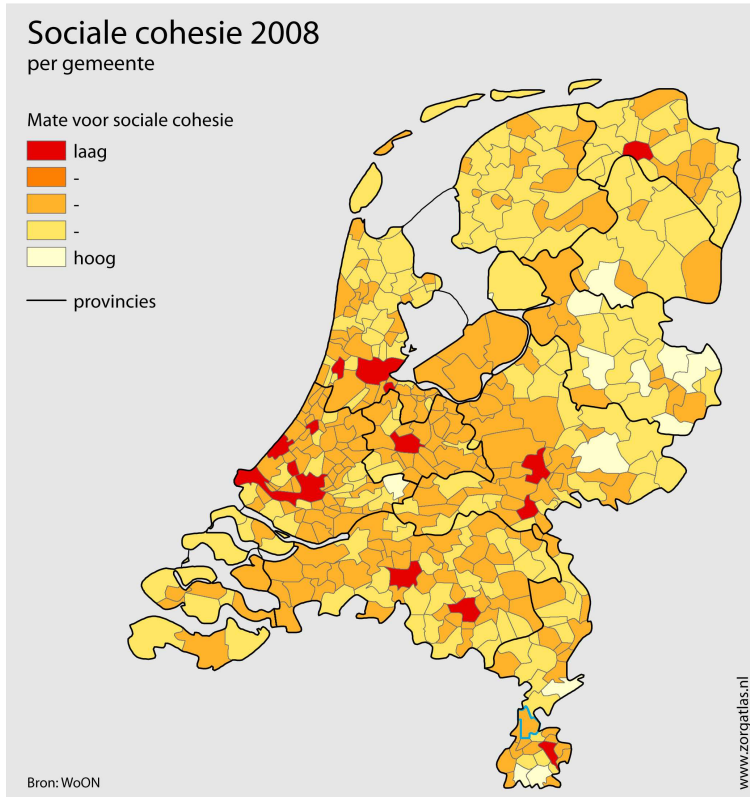 Sociale cohesie 2008
per gemeente
Mate voor sociale cohesie
laag
-
-
-
hoog
provincies
Bron: WoON
www.zorgatlas.nl